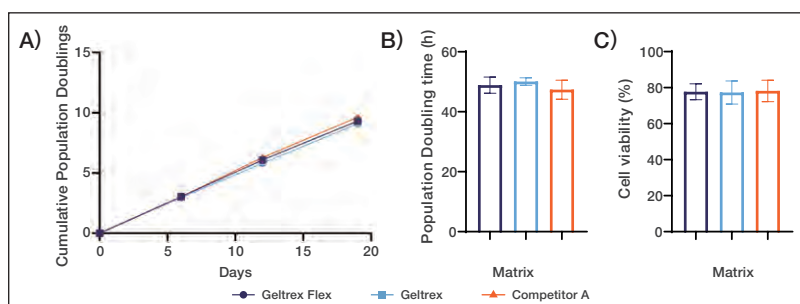 A)
Cumulative Population Doublings
15
10
5
0
0 5 10 15 20
Days
B)
Population Doubling time (h)
60
40
20
0
Matrix
C)
Cell viability (%)
100
80
60
40
20
0
Matrix
Geltrex Flex Geltrex Competitor A